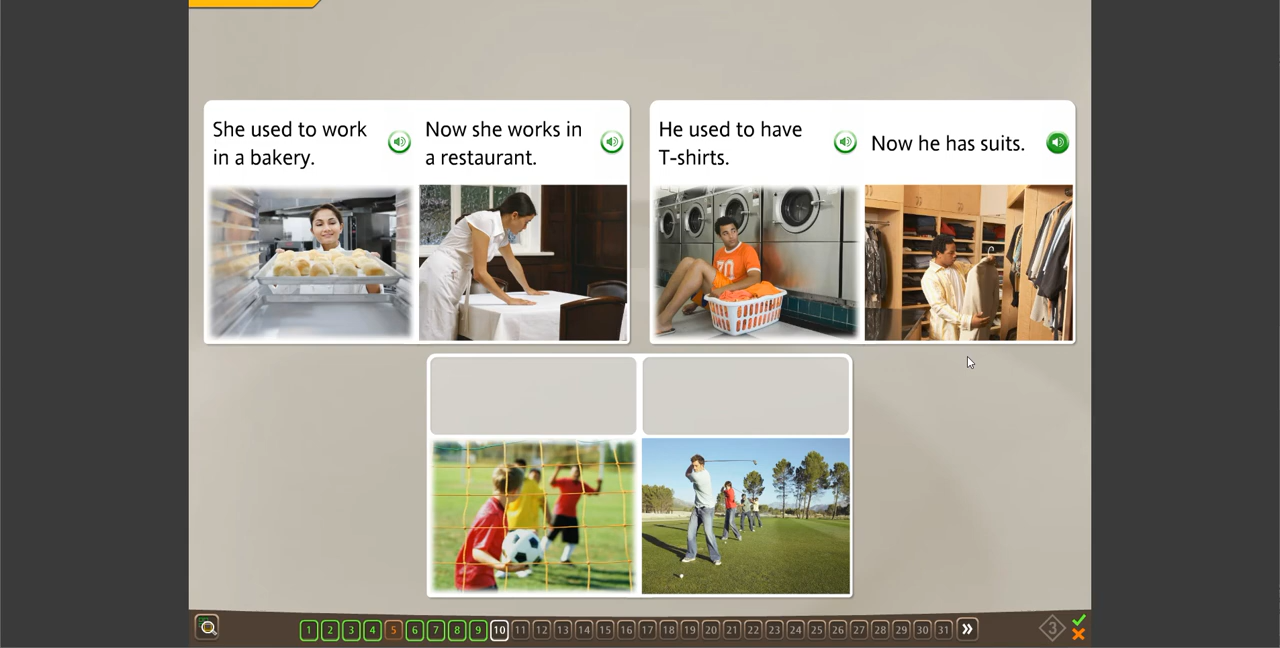 She used to work
in a bakery.
Now she works in
a restaurant.
He used to have
T-shirts.
Now he has suits.
70
1 2 3 4 5 6 7 8 9 10 11 12 13 14 15 16 17 18 19 20 21 22 23 24 25 26 27 28 29 30 31
3